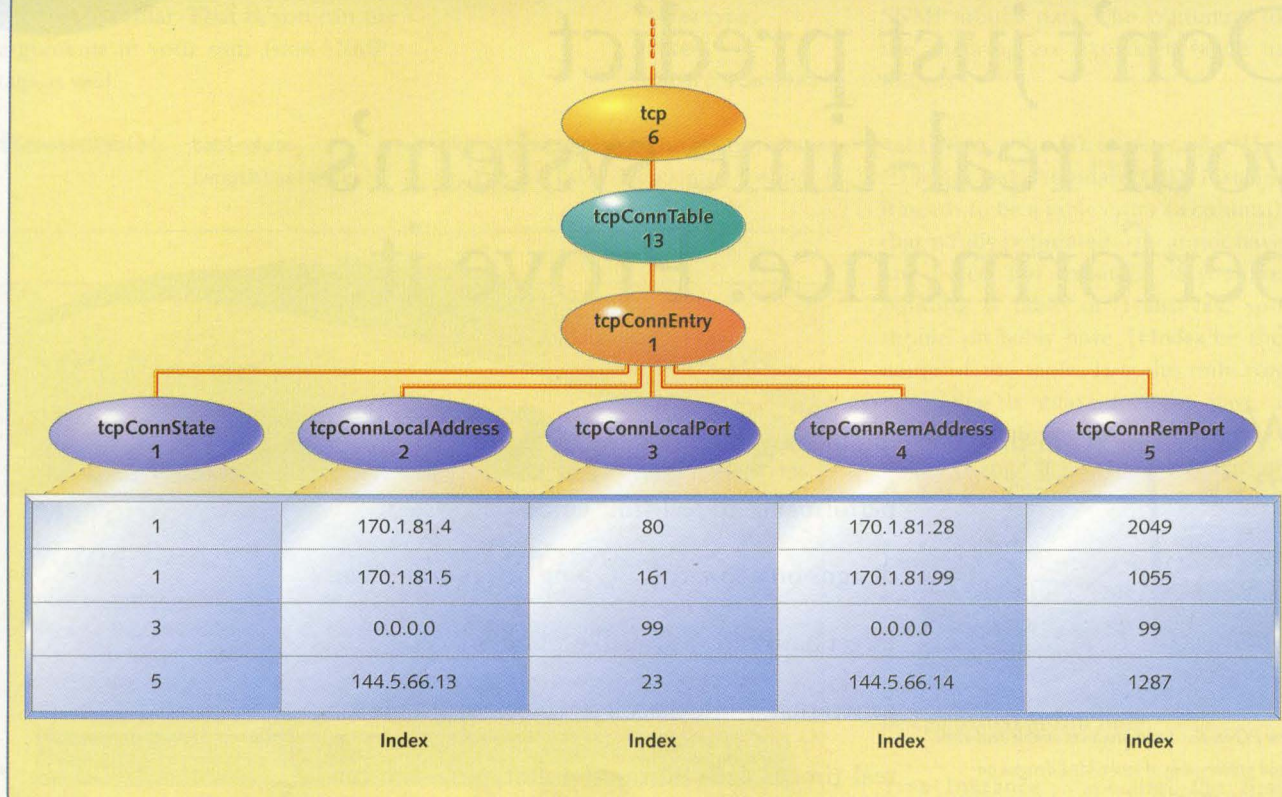 tcp
6
tcpConnTable
13
tcpConnEntry
1
tcpConnState tcpConnLocalAddress tcpConnLocalPort tcpConnRemAddress tcpConnRemPort
1 2 3 4 5
1 170.1.81.4 80 170.1.81.28 2049
1 170.1.81.5 161 170.1.81.99 1055
3 0.0.0.0 99 0.0.0.0 99
5 144.5.66.13 23 144.5.66.14 1287
Index Index Index Index
Don't just predict
your real-time system's
performance. Prove it